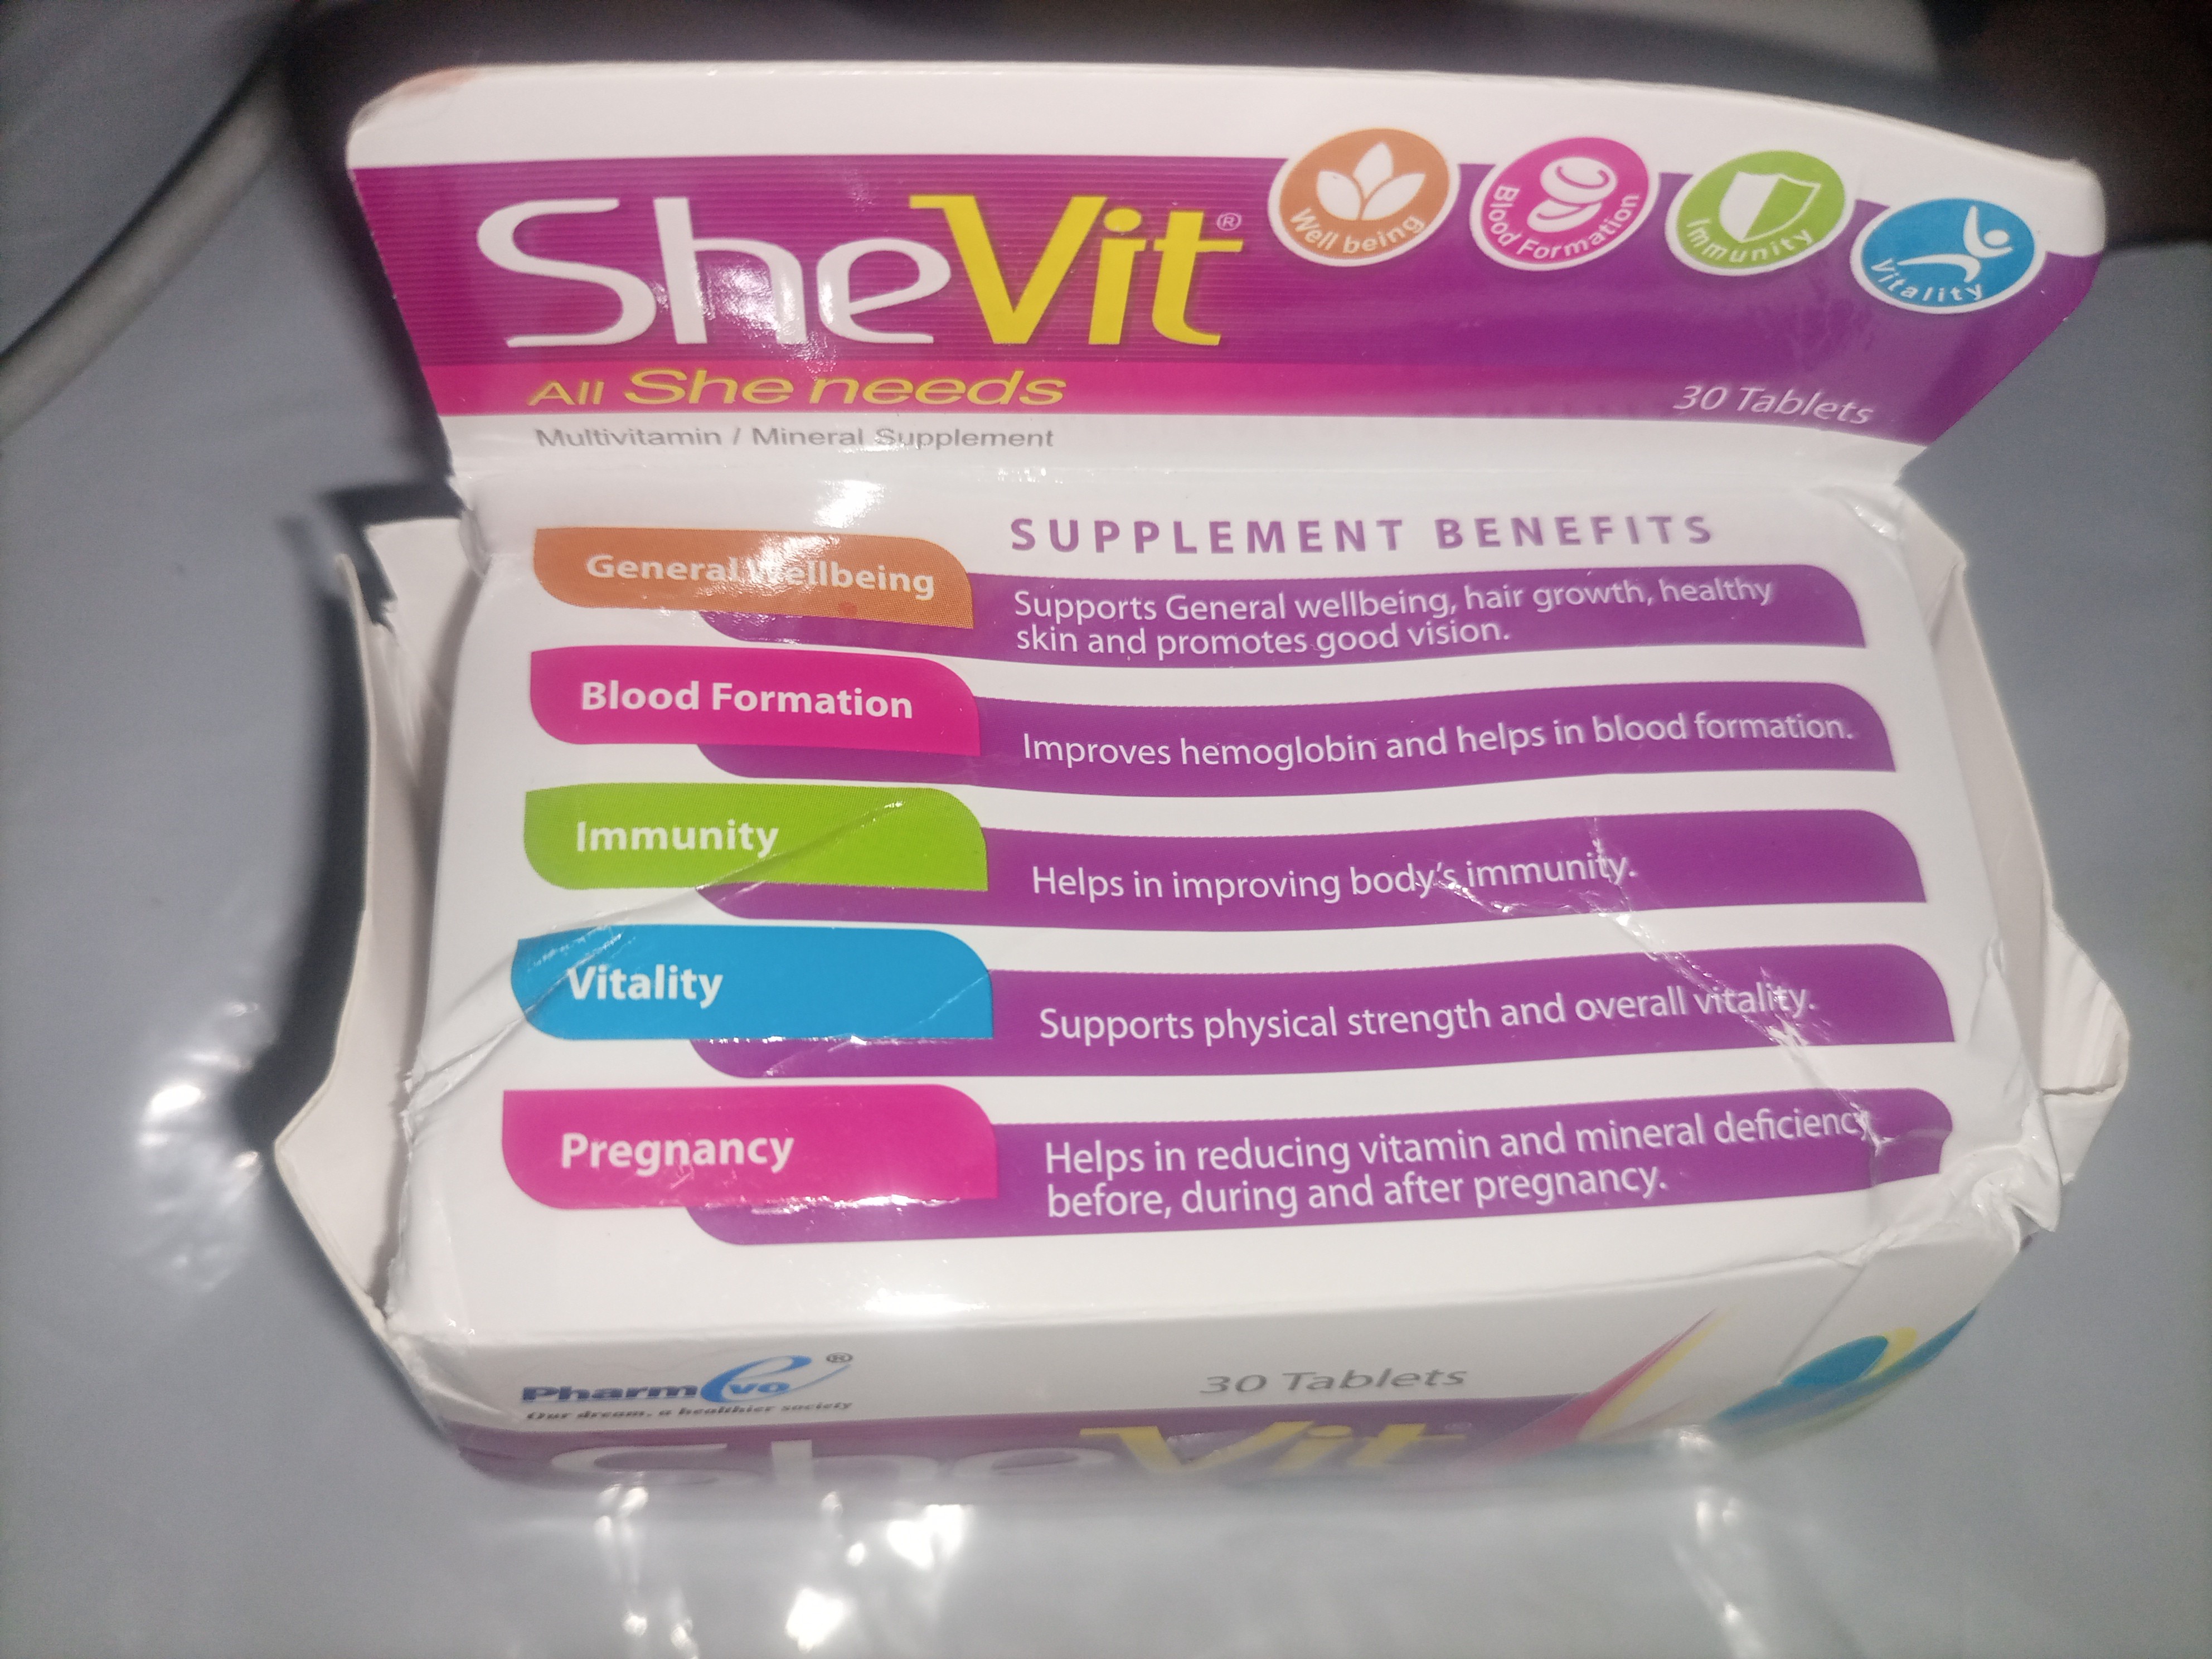 SheVit®
Well being
Blood Formation
Immunity
Vitality
All She needs
30 Tablets
Multivitamin / Mineral Supplement
SUPPLEMENT BENEFITS
General Wellbeing
Supports General wellbeing, hair growth, healthy
skin and promotes good vision.
Blood Formation
Improves hemoglobin and helps in blood formation.
Immunity
Helps in improving body's immunity.
Vitality
Supports physical strength and overall vitality.
Pregnancy
Helps in reducing vitamin and mineral deficiency
before, during and after pregnancy.
PharmEvo®
Our dream, a healthier society
30 Tablets
SheVit®